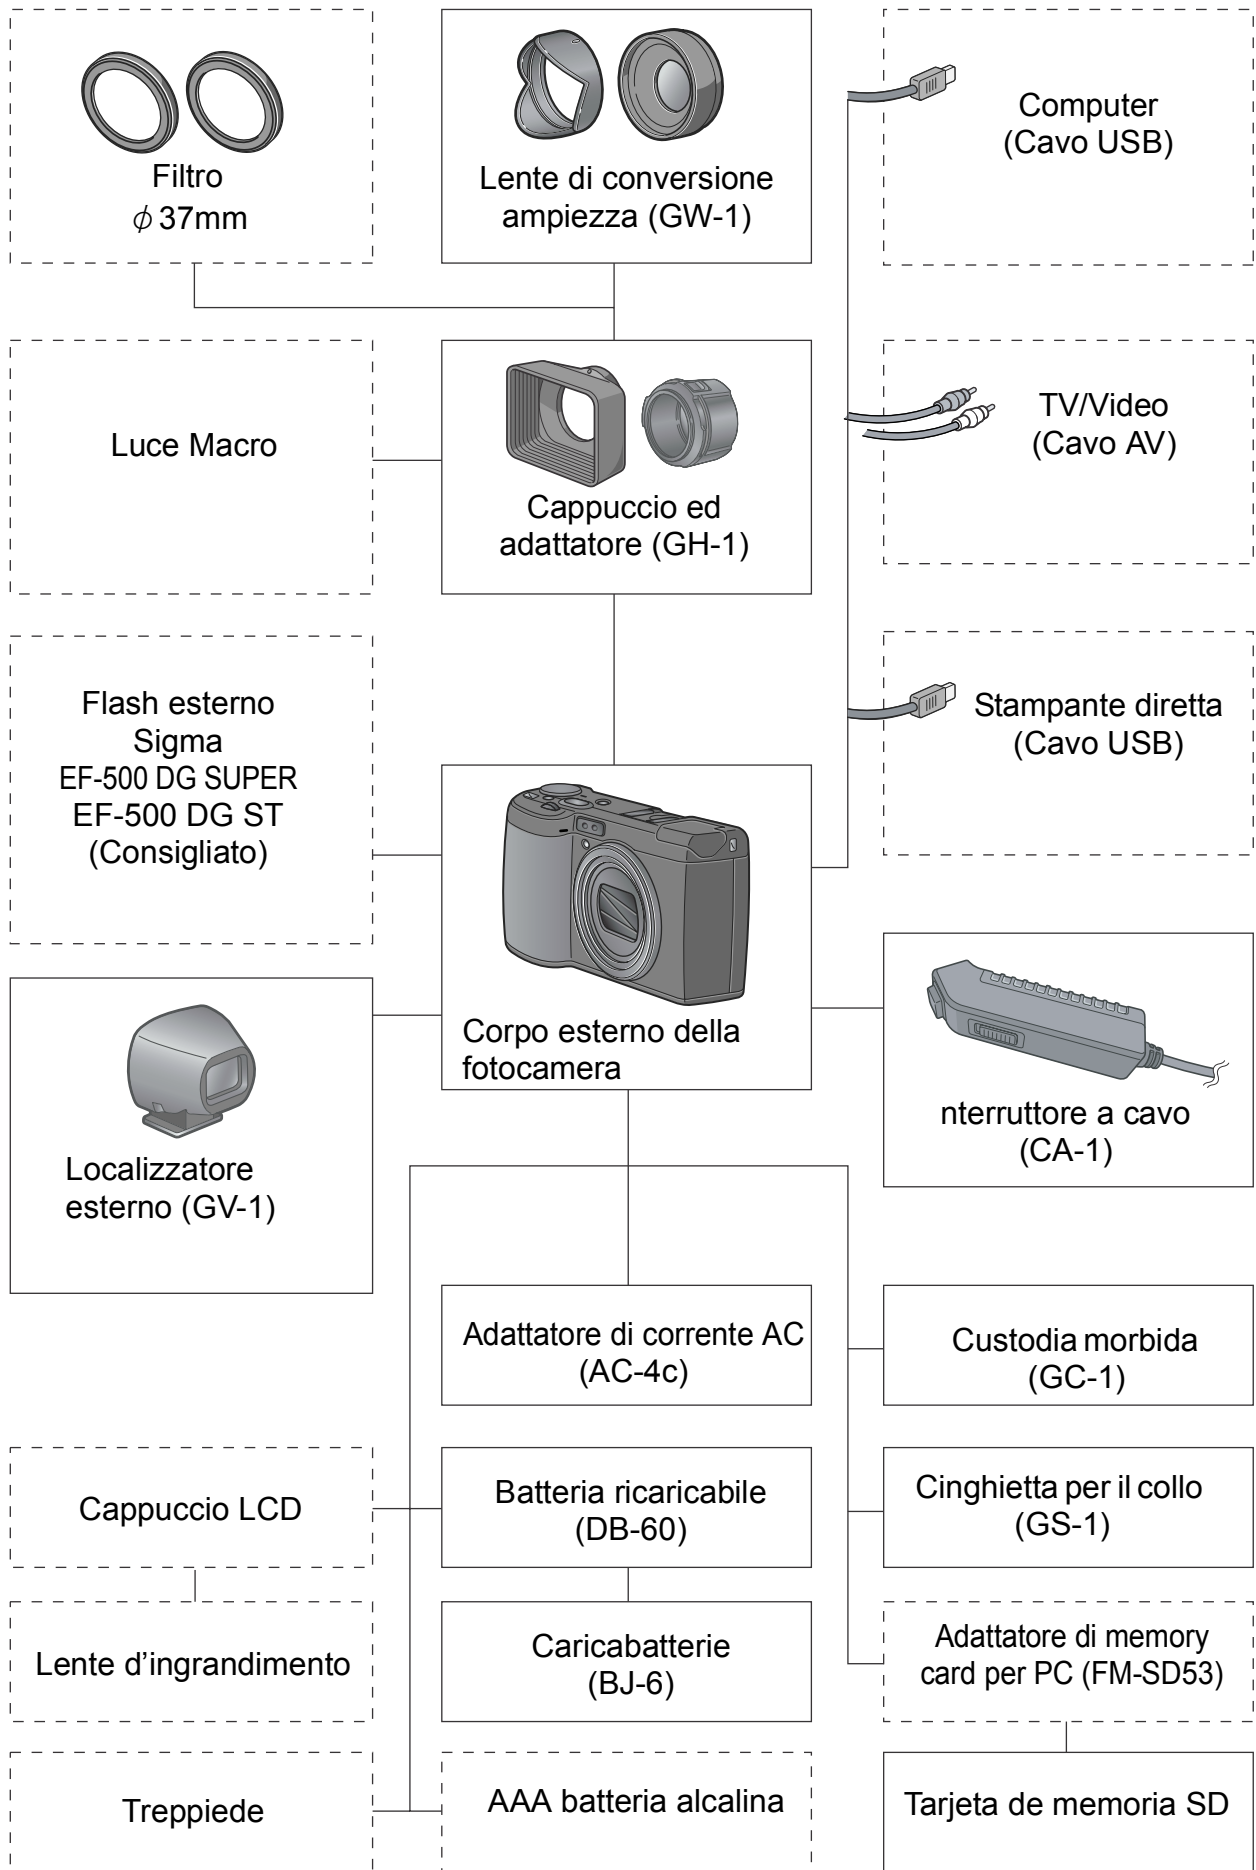 Filtro
ϕ 37mm
Lente di conversione
ampiezza (GW-1)
Computer
(Cavo USB)
Luce Macro
Cappuccio ed
adattatore (GH-1)
TV/Video
(Cavo AV)
Flash esterno
Sigma
EF-500 DG SUPER
EF-500 DG ST
(Consigliato)
Stampante diretta
(Cavo USB)
Corpo esterno della
fotocamera
Localizzatore
esterno (GV-1)
nterruttore a cavo
(CA-1)
Adattatore di corrente AC
(AC-4c)
Custodia morbida
(GC-1)
Cappuccio LCD
Batteria ricaricabile
(DB-60)
Cinghietta per il collo
(GS-1)
Lente d’ingrandimento
Caricabatterie
(BJ-6)
Adattatore di memory
card per PC (FM-SD53)
Treppiede
AAA batteria alcalina
Tarjeta de memoria SD